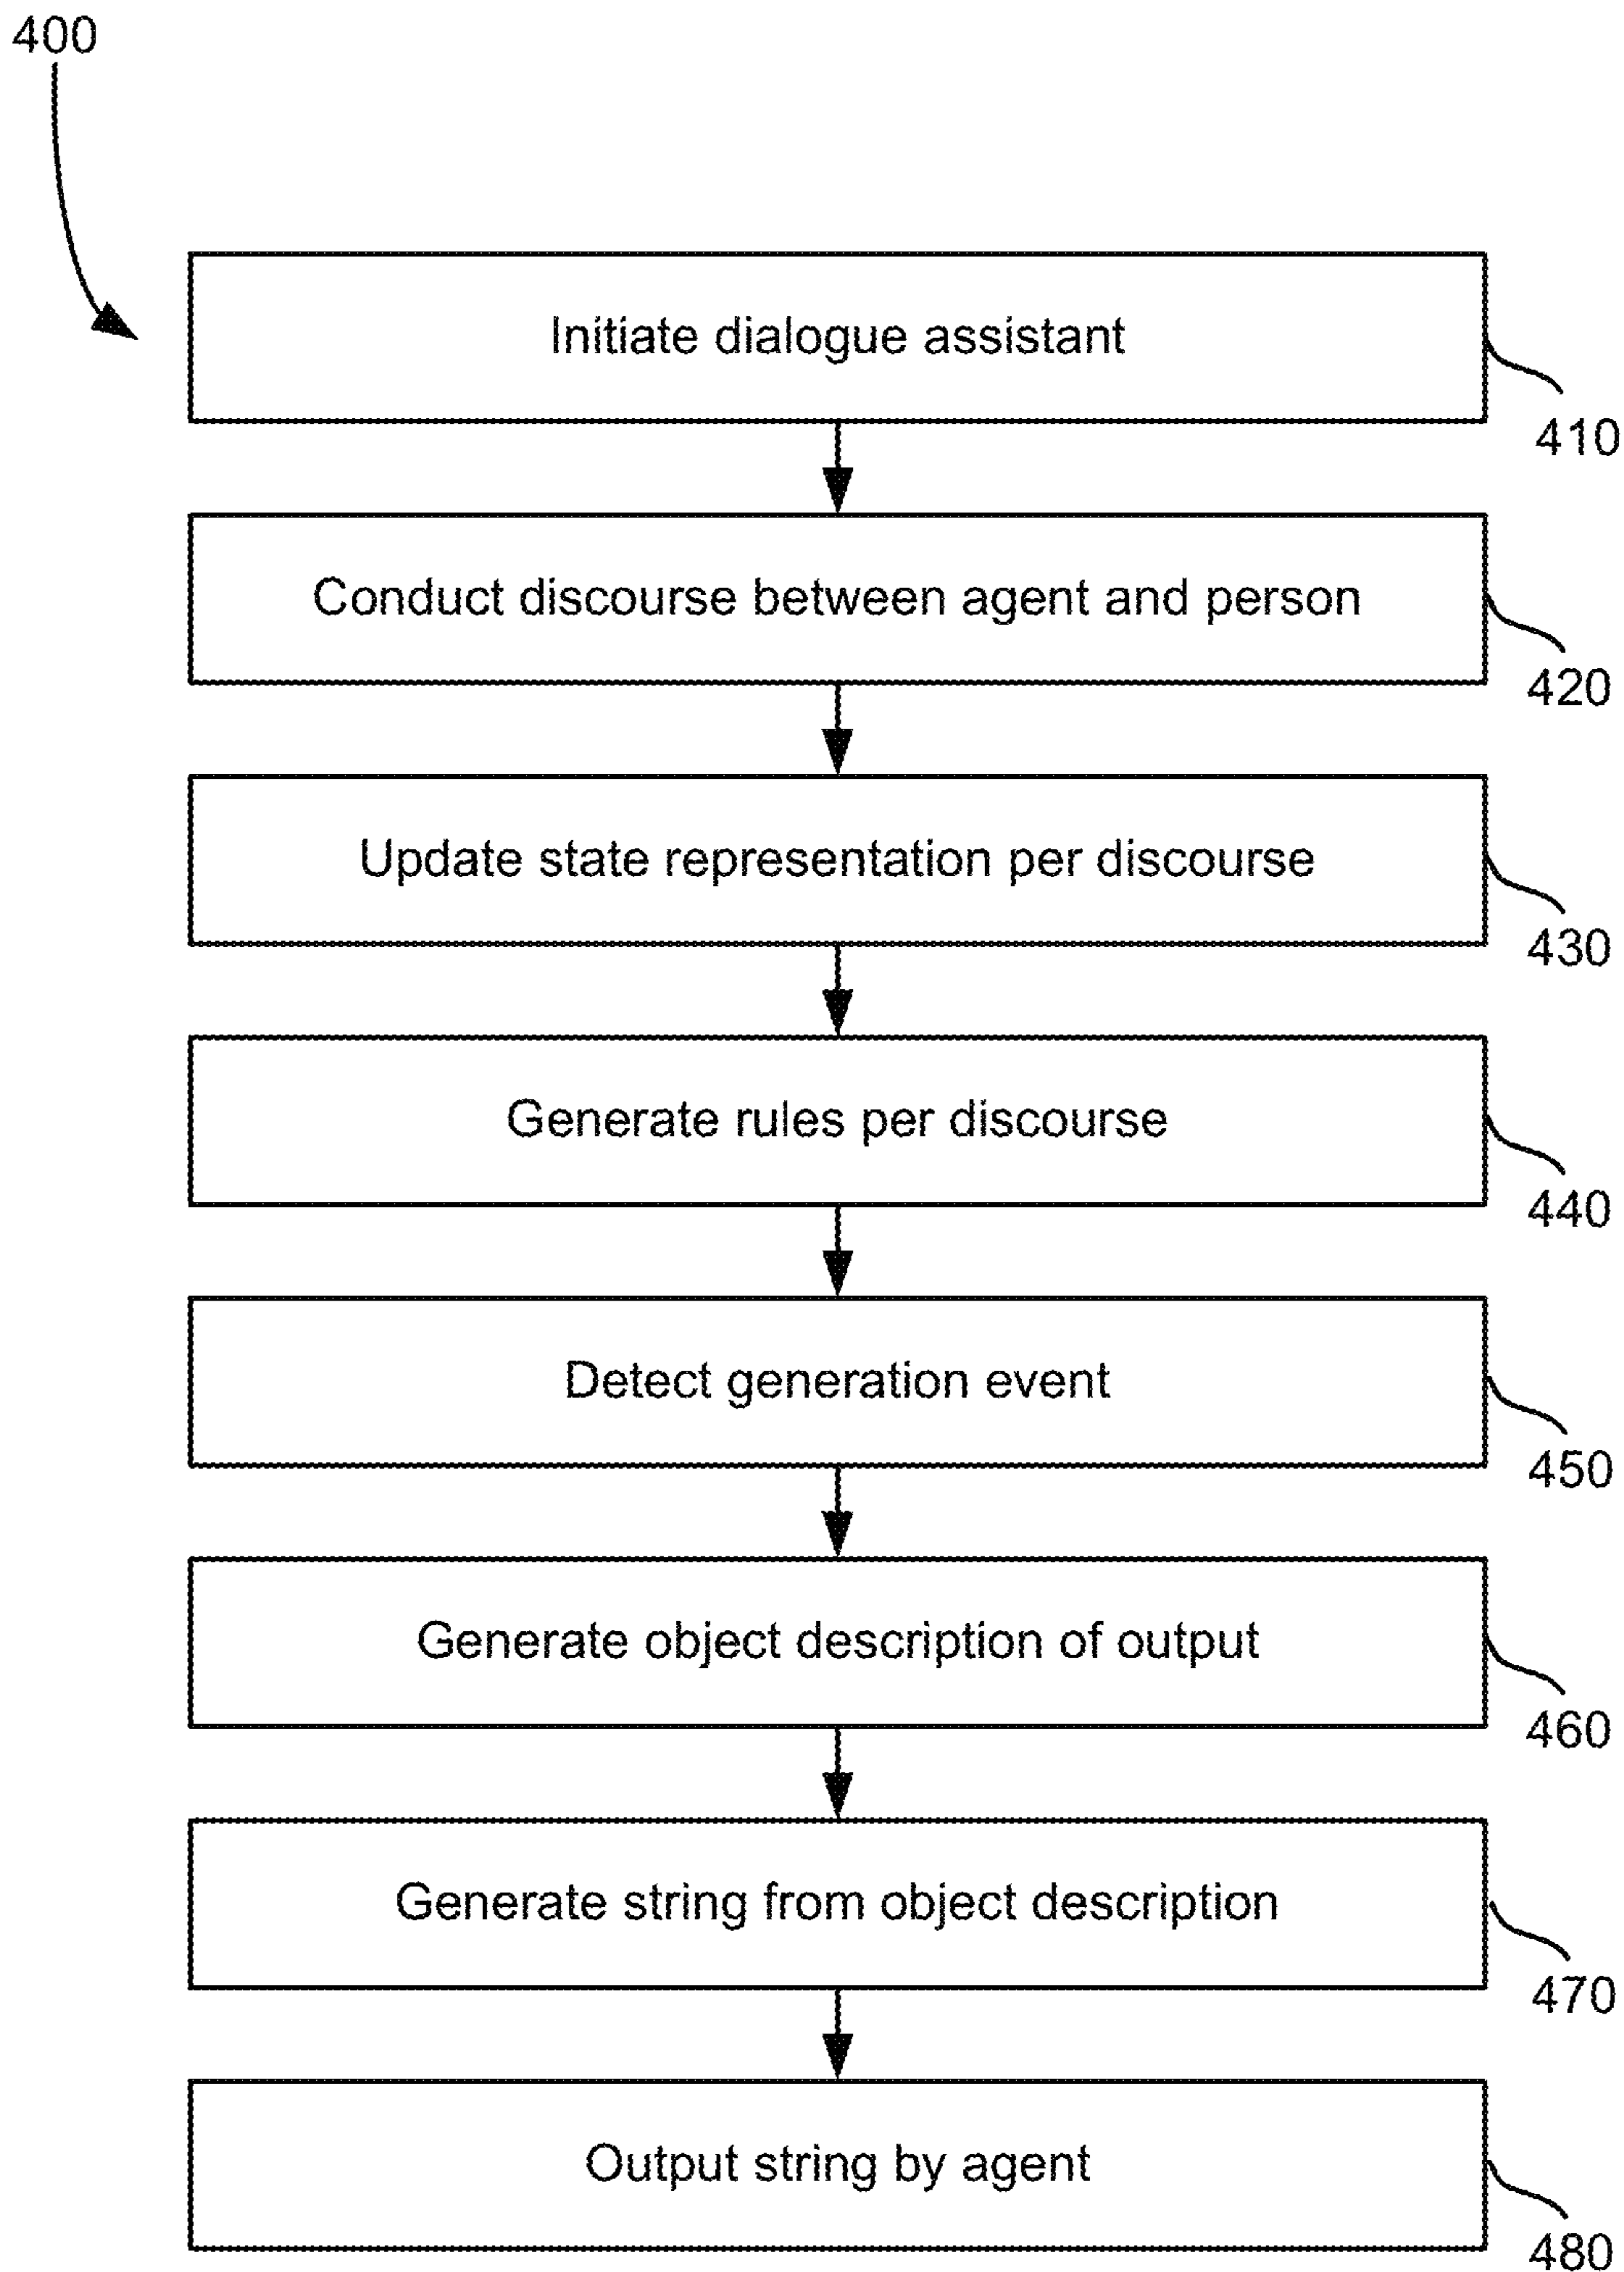 400
Initiate dialogue assistant
410
Conduct discourse between agent and person
420
Update state representation per discourse
430
Generate rules per discourse
440
Detect generation event
450
Generate object description of output
460
Generate string from object description
470
Output string by agent
480